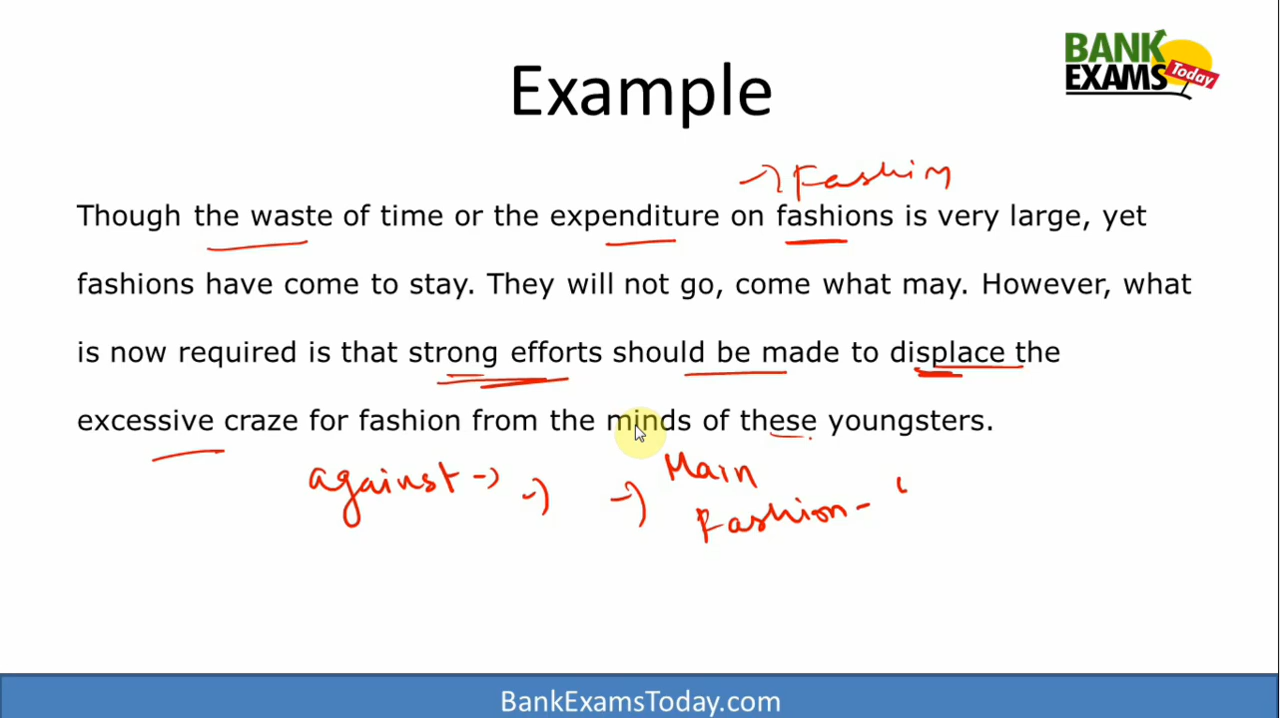 BANK
EXAMS Today
Example
→ Fashion
Though the waste of time or the expenditure on fashions is very large, yet
fashions have come to stay. They will not go, come what may. However, what
is now required is that strong efforts should be made to displace the
excessive craze for fashion from the minds of these youngsters.
against → → → Main
Fashion -
BankExamsToday.com